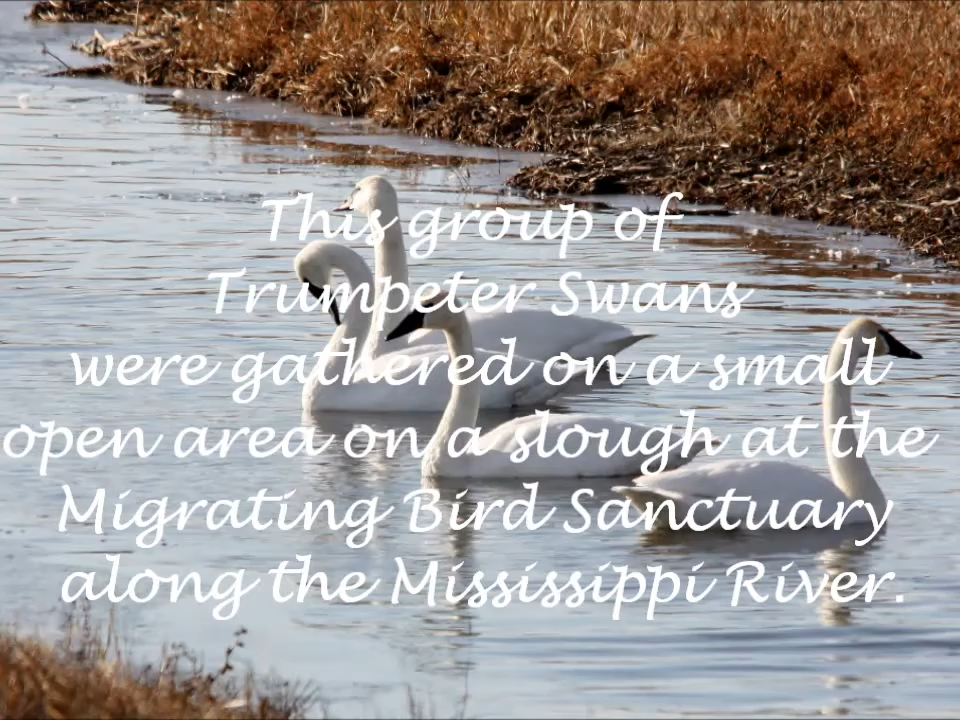 This group of
Trumpeter Swans
were gathered on a small
open area on a slough at the
Migrating Bird Sanctuary
along the Mississippi River.